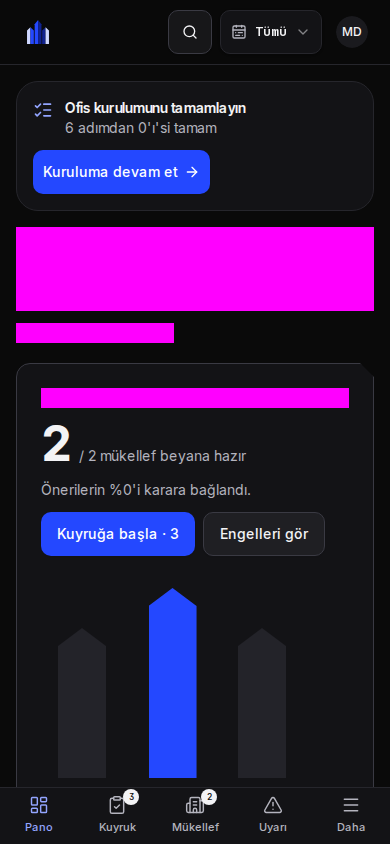 Tümü
MD
Ofis kurulumunu tamamlayın
6 adımdan 0'ı'si tamam
Kuruluma devam et →
2 / 2 mükellef beyana hazır
Önerilerin %0'i karara bağlandı.
Kuyruğa başla · 3
Engelleri gör
3
2
Pano
Kuyruk
Mükellef
Uyarı
Daha